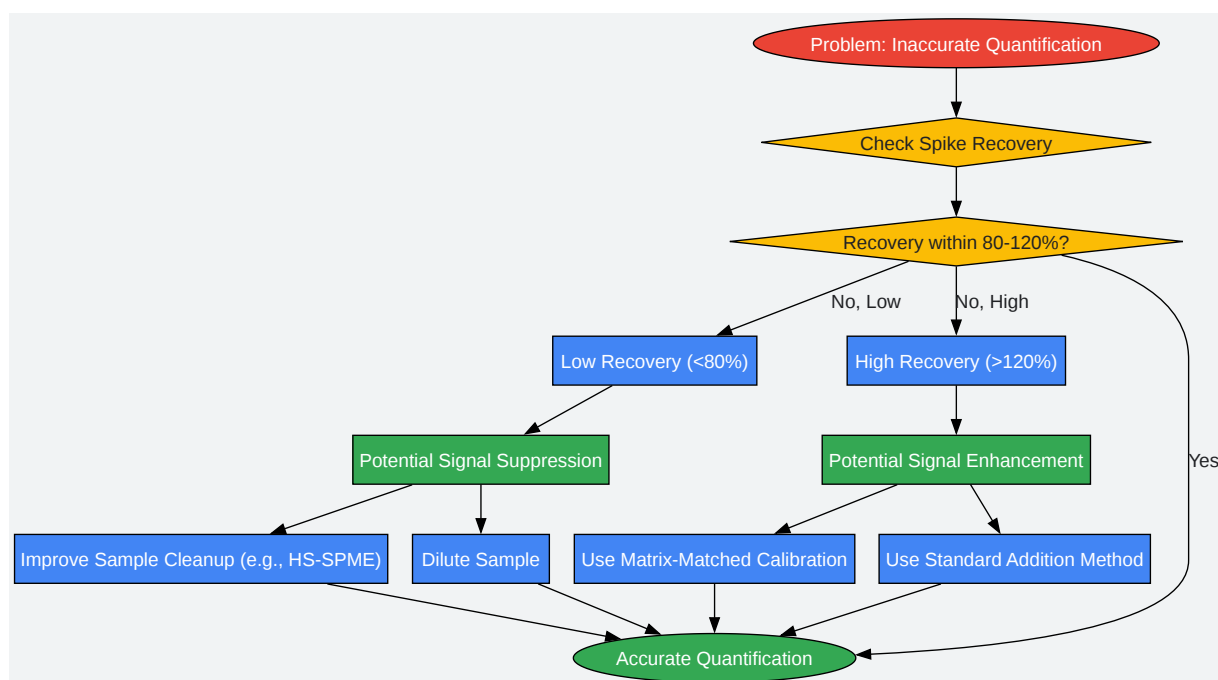 Problem: Inaccurate Quantification
Check Spike Recovery
Recovery within 80-120%?
No, Low
No, High
Low Recovery (<80%)
High Recovery (>120%)
Potential Signal Suppression
Potential Signal Enhancement
Yes
Improve Sample Cleanup (e.g., HS-SPME)
Dilute Sample
Use Matrix-Matched Calibration
Use Standard Addition Method
Accurate Quantification